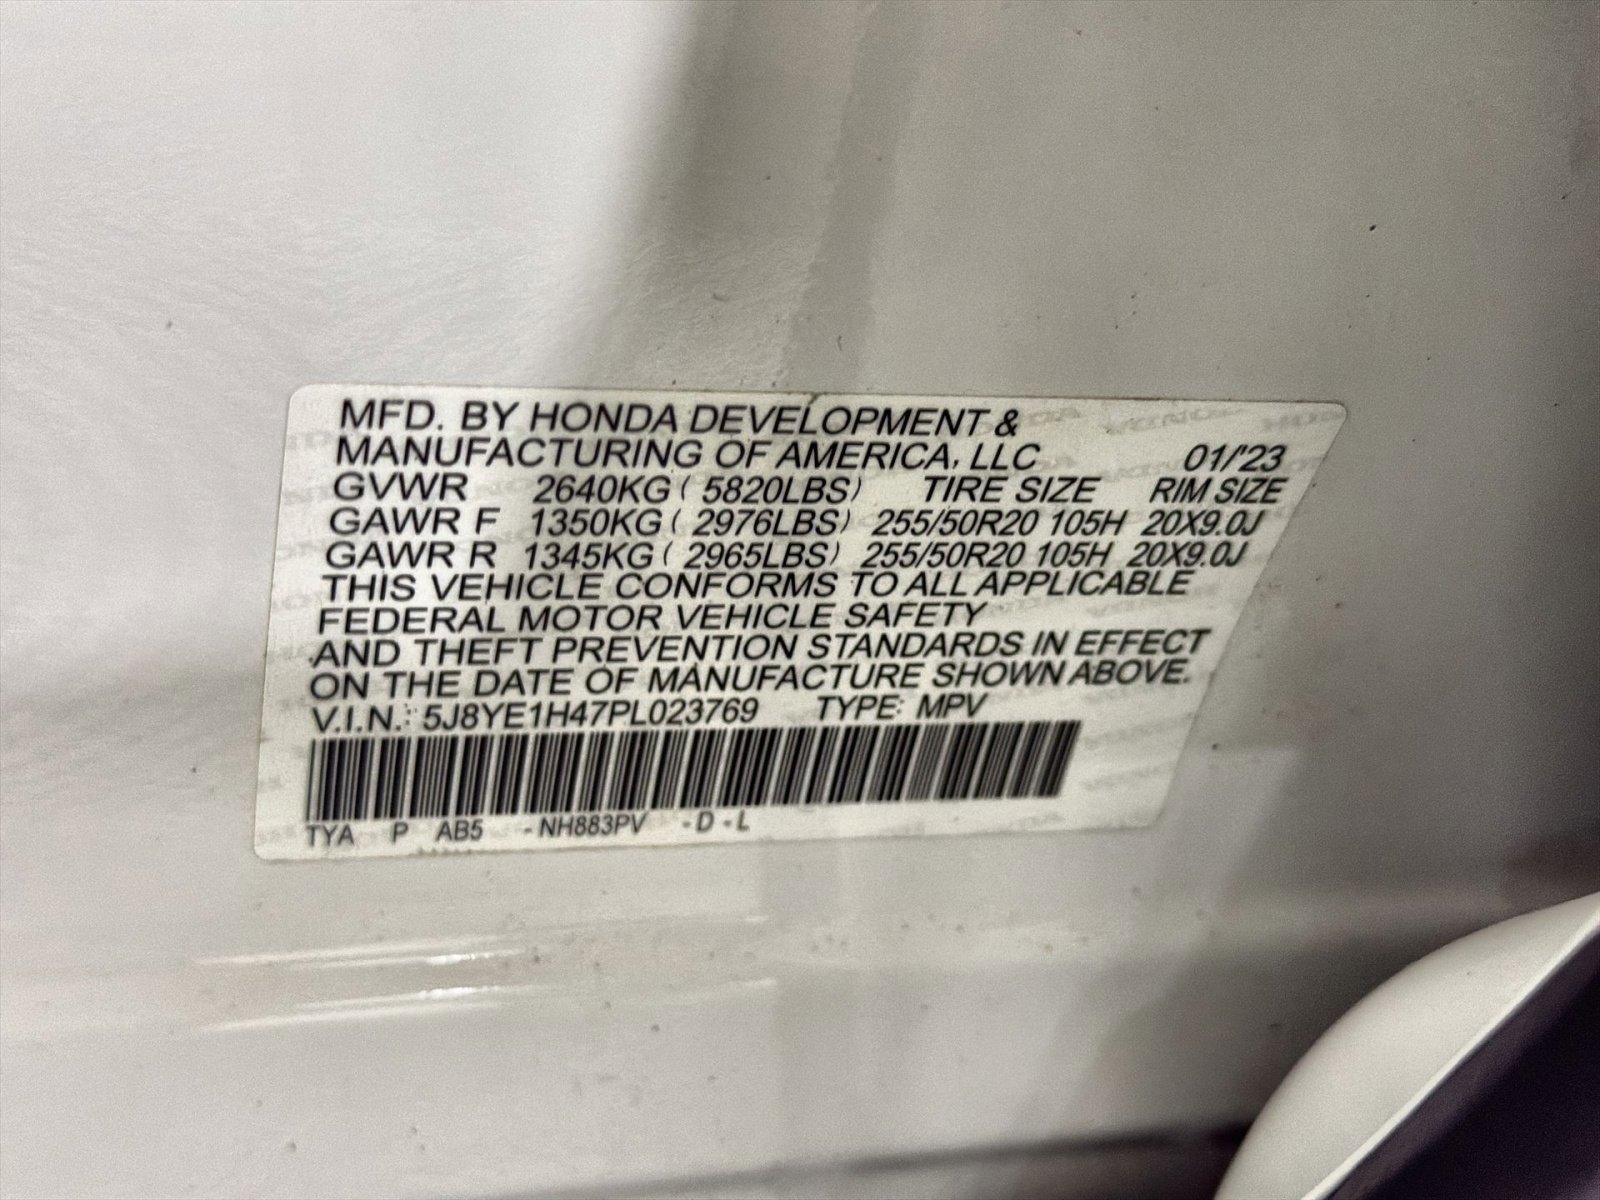 MFD. BY HONDA DEVELOPMENT &
MANUFACTURING OF AMERICA, LLC 01/'23
GVWR 2640KG ( 5820LBS) TIRE SIZE RIM SIZE
GAWR F 1350KG ( 2976LBS) 255/50R20 105H 20X9.0J
GAWR R 1345KG ( 2965LBS) 255/50R20 105H 20X9.0J
THIS VEHICLE CONFORMS TO ALL APPLICABLE
FEDERAL MOTOR VEHICLE SAFETY
AND THEFT PREVENTION STANDARDS IN EFFECT
ON THE DATE OF MANUFACTURE SHOWN ABOVE.
V.I.N.: 5J8YE1H47PL023769 TYPE: MPV
TYA P AB5 - NH883PV - D - L